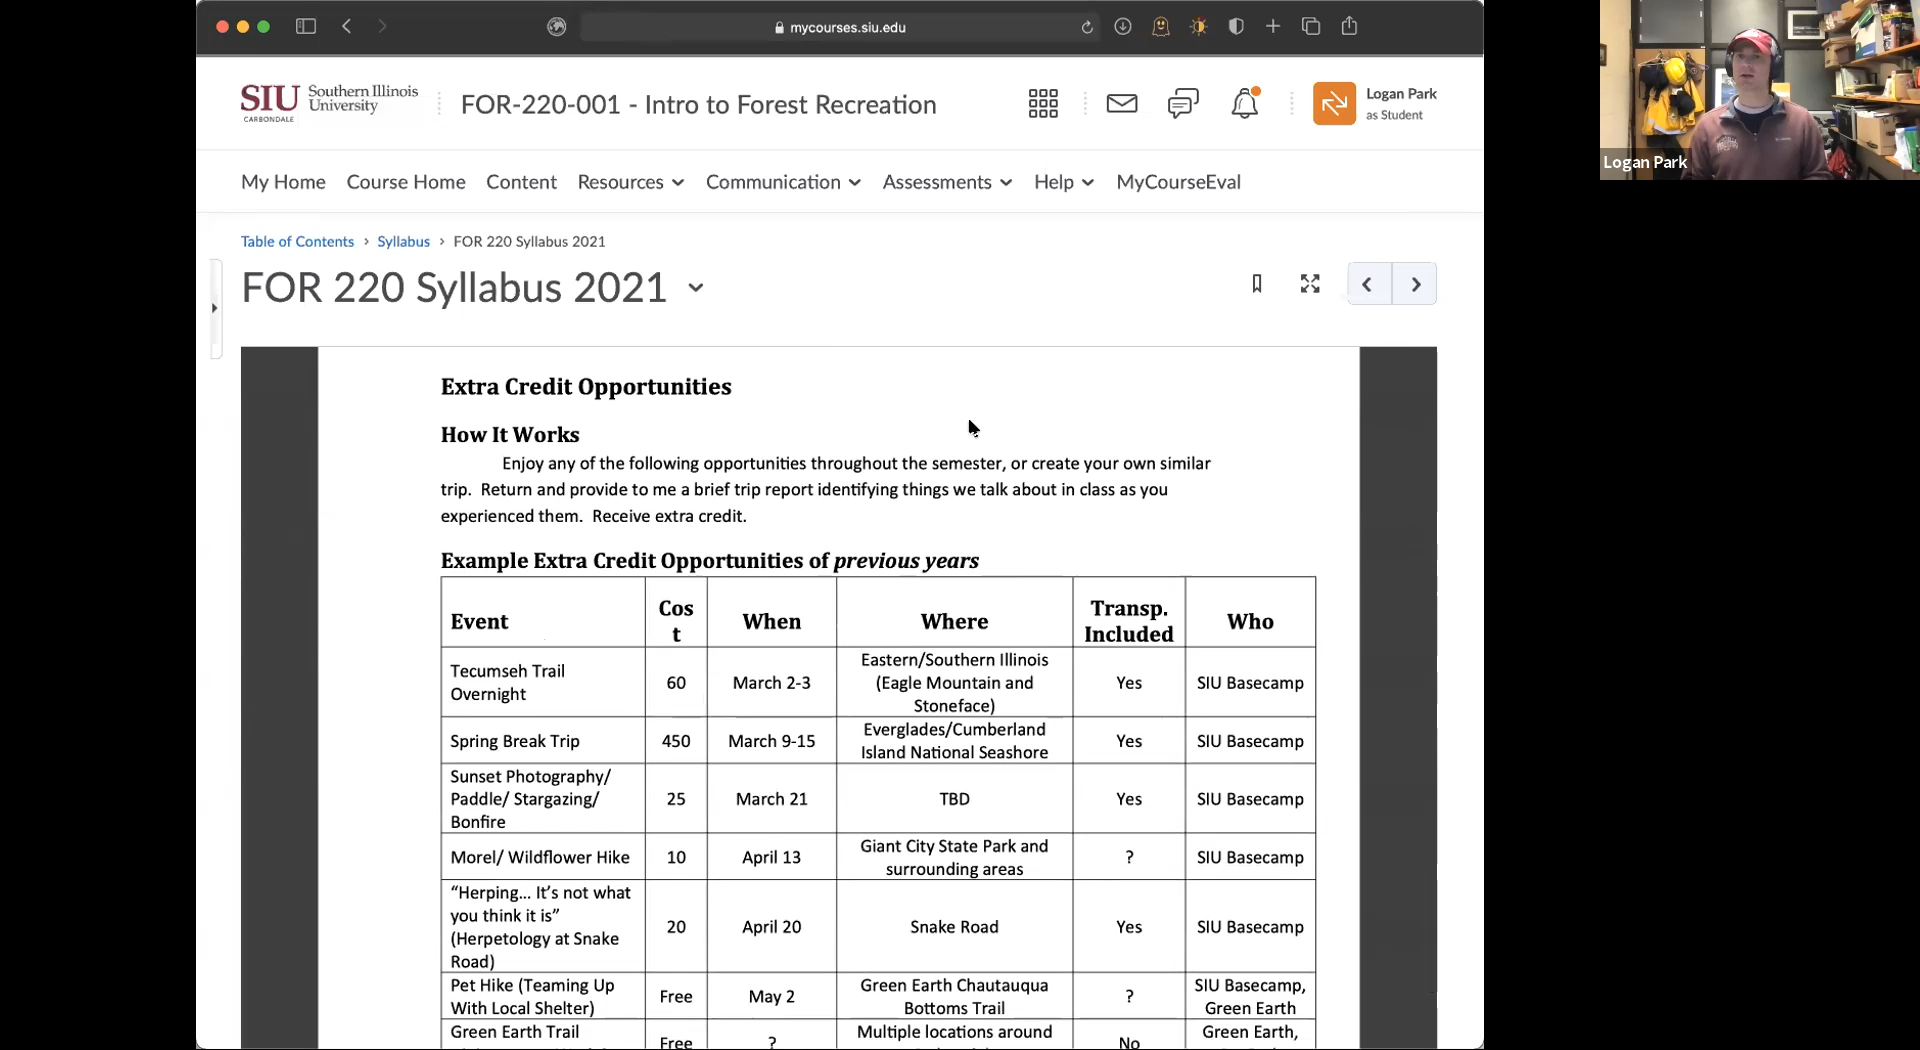 mycourses.siu.edu
SIU Southern Illinois
University
CARBONDALE
FOR-220-001 - Intro to Forest Recreation
Logan Park
as Student
Logan Park
My Home Course Home Content Resources Communication Assessments Help MyCourseEval
Table of Contents › Syllabus › FOR 220 Syllabus 2021
FOR 220 Syllabus 2021
Extra Credit Opportunities
How It Works
Enjoy any of the following opportunities throughout the semester, or create your own similar
trip. Return and provide to me a brief trip report identifying things we talk about in class as you
experienced them. Receive extra credit.
Example Extra Credit Opportunities of previous years
Event
Cos
t
When
Where
Transp.
Included
Who
Tecumseh Trail
Overnight
60
March 2-3
Eastern/Southern Illinois
(Eagle Mountain and
Stoneface)
Yes
SIU Basecamp
Spring Break Trip
450
March 9-15
Everglades/Cumberland
Island National Seashore
Yes
SIU Basecamp
Sunset Photography/
Paddle/ Stargazing/
Bonfire
25
March 21
TBD
Yes
SIU Basecamp
Morel/ Wildflower Hike
10
April 13
Giant City State Park and
surrounding areas
?
SIU Basecamp
“Herping... It’s not what
you think it is”
(Herpetology at Snake
Road)
20
April 20
Snake Road
Yes
SIU Basecamp
Pet Hike (Teaming Up
With Local Shelter)
Free
May 2
Green Earth Chautauqua
Bottoms Trail
?
SIU Basecamp,
Green Earth
Green Earth Trail
Free
?
Multiple locations around
No
Green Earth,